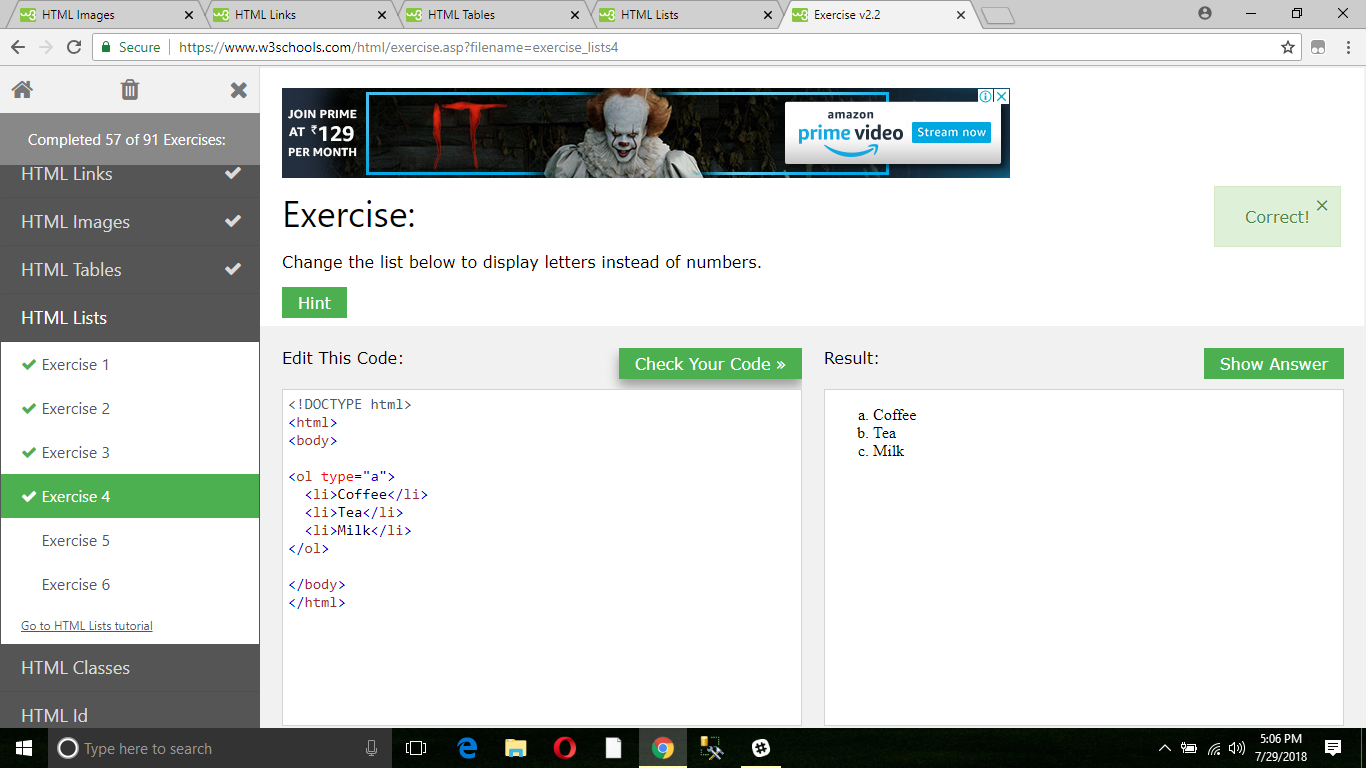 HTML Images
HTML Links
HTML Tables
HTML Lists
Exercise v2.2
Secure
https://www.w3schools.com/html/exercise.asp?filename=exercise_lists4
Completed 57 of 91 Exercises:
HTML Links
HTML Images
HTML Tables
HTML Lists
Exercise 1
Exercise 2
Exercise 3
Exercise 4
Exercise 5
Exercise 6
Go to HTML Lists tutorial
HTML Classes
HTML Id
JOIN PRIME
AT ₹129
PER MONTH
IT
amazon
prime video
Stream now
Exercise:
Correct!
Change the list below to display letters instead of numbers.
Hint
Edit This Code:
Check Your Code »
<!DOCTYPE html>
<html>
<body>
<ol type="a">
<li>Coffee</li>
<li>Tea</li>
<li>Milk</li>
</ol>
</body>
</html>
Result:
Show Answer
a. Coffee
b. Tea
c. Milk
Type here to search
5:06 PM
7/29/2018